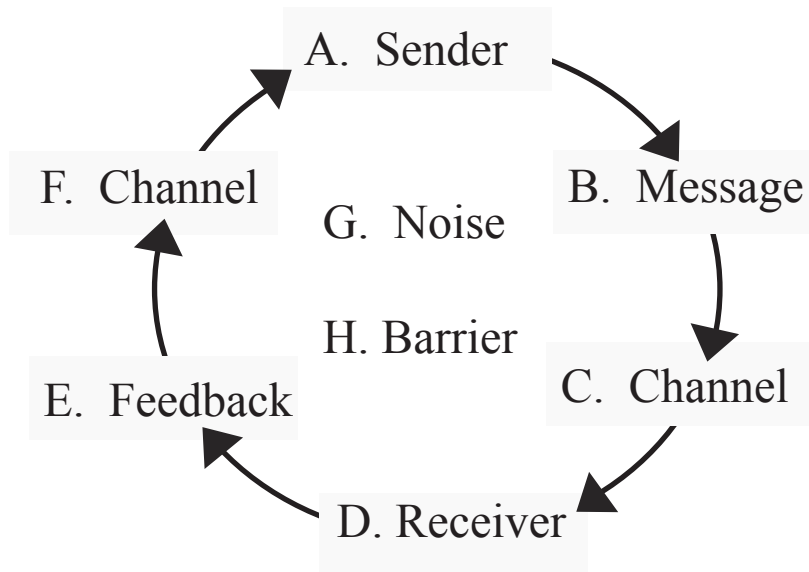 A. Sender
B. Message
C. Channel
D. Receiver
E. Feedback
F. Channel
G. Noise
H. Barrier